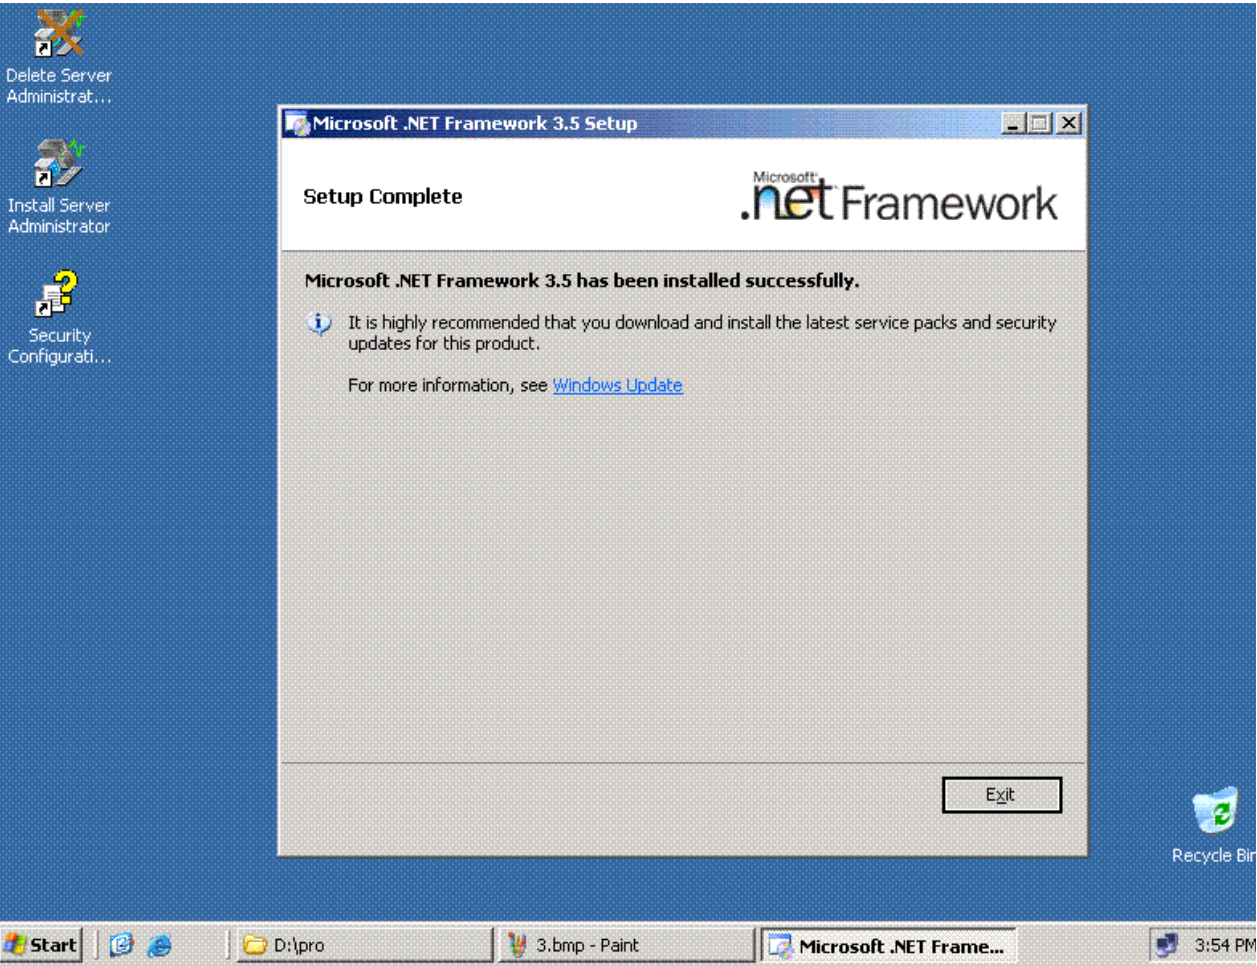 Delete Server
Administrat...
Install Server
Administrator
Security
Configurati...
Microsoft .NET Framework 3.5 Setup
Setup Complete
Microsoft
.net Framework
Microsoft .NET Framework 3.5 has been installed successfully.
It is highly recommended that you download and install the latest service packs and security
updates for this product.
For more information, see Windows Update
Exit
Recycle Bin
Start
D:\pro
3.bmp - Paint
Microsoft .NET Frame...
3:54 PM